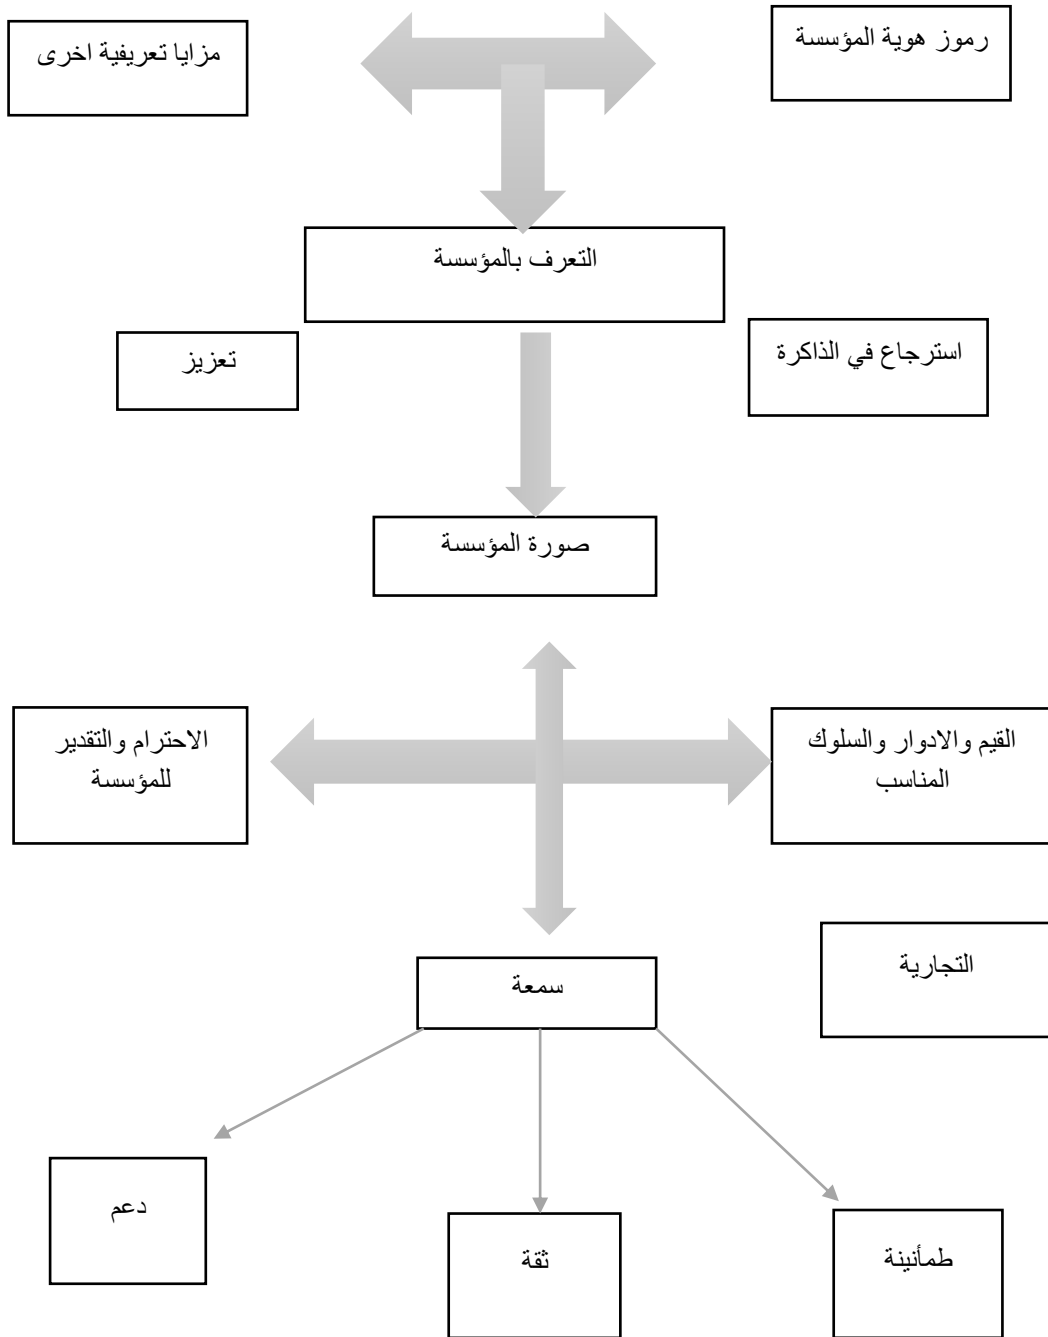 رموز هوية المؤسسة
مزايا تعريفية اخرى
التعرف بالمؤسسة
استرجاع في الذاكرة
تعزيز
صورة المؤسسة
القيم والادوار والسلوك
المناسب
الاحترام والتقدير
للمؤسسة
التجارية
سمعة
طمأنينة
ثقة
دعم